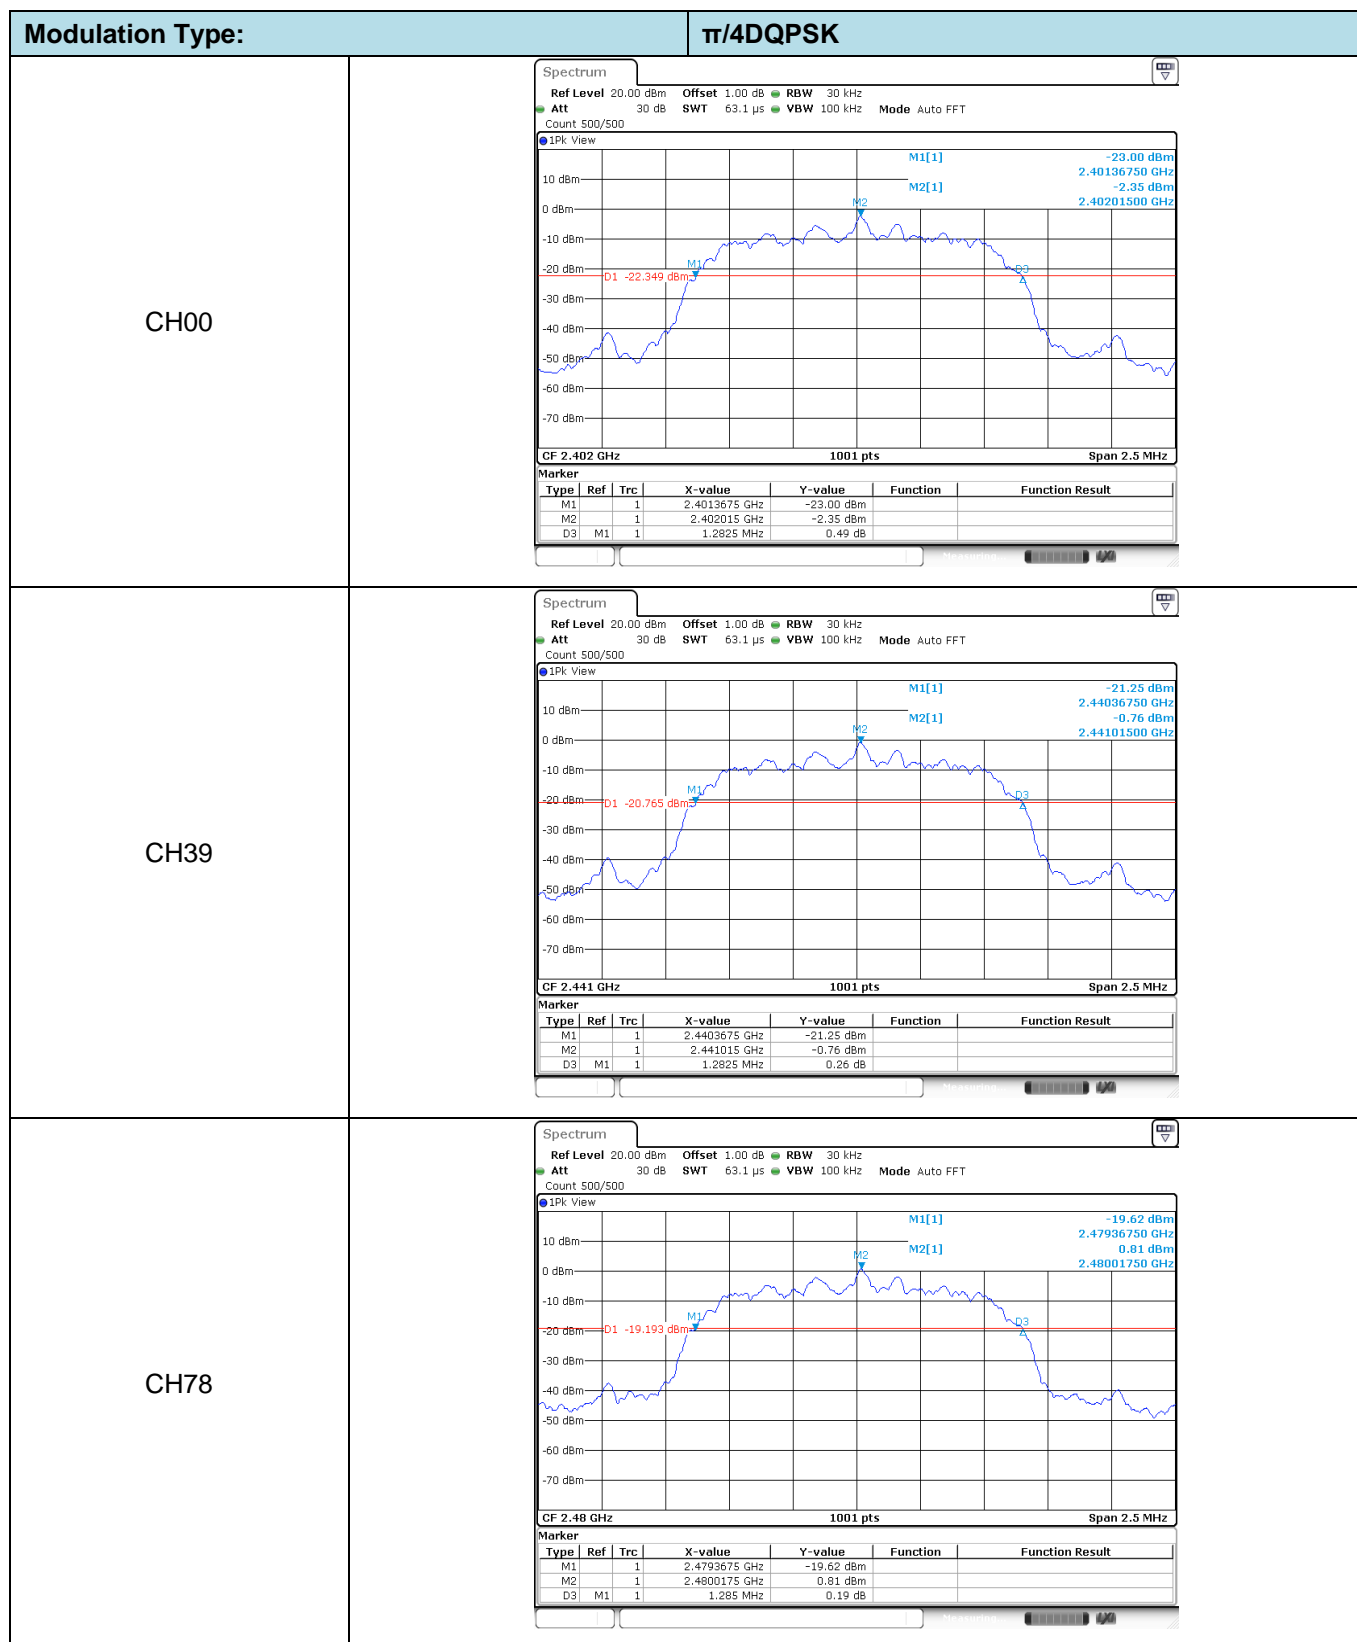 Modulation Type: π/4DQPSK
CH00
Spectrum
Ref Level 20.00 dBm Offset 1.00 dB RBW 30 kHz
Att 30 dB SWT 63.1 µs VBW 100 kHz Mode Auto FFT
Count 500/500
1Pk View
M1[1] -23.00 dBm
2.40136750 GHz
10 dBm
M2[1] -2.35 dBm
2.40201500 GHz
M2
0 dBm
-10 dBm
M1
D3
-20 dBm
D1 -22.349 dBm
-30 dBm
-40 dBm
-50 dBm
-60 dBm
-70 dBm
CF 2.402 GHz 1001 pts Span 2.5 MHz
Marker
Type Ref Trc X-value Y-value Function Function Result
M1 1 2.4013675 GHz -23.00 dBm
M2 1 2.402015 GHz -2.35 dBm
D3 M1 1 1.2825 MHz 0.49 dB
Measuring...
CH39
Spectrum
Ref Level 20.00 dBm Offset 1.00 dB RBW 30 kHz
Att 30 dB SWT 63.1 µs VBW 100 kHz Mode Auto FFT
Count 500/500
1Pk View
M1[1] -21.25 dBm
2.44036750 GHz
10 dBm
M2[1] -0.76 dBm
2.44101500 GHz
M2
0 dBm
-10 dBm
M1
D3
-20 dBm
D1 -20.765 dBm
-30 dBm
-40 dBm
-50 dBm
-60 dBm
-70 dBm
CF 2.441 GHz 1001 pts Span 2.5 MHz
Marker
Type Ref Trc X-value Y-value Function Function Result
M1 1 2.4403675 GHz -21.25 dBm
M2 1 2.441015 GHz -0.76 dBm
D3 M1 1 1.2825 MHz 0.26 dB
Measuring...
CH78
Spectrum
Ref Level 20.00 dBm Offset 1.00 dB RBW 30 kHz
Att 30 dB SWT 63.1 µs VBW 100 kHz Mode Auto FFT
Count 500/500
1Pk View
M1[1] -19.62 dBm
2.47936750 GHz
10 dBm
M2[1] 0.81 dBm
2.48001750 GHz
M2
0 dBm
-10 dBm
M1
D3
-20 dBm
D1 -19.193 dBm
-30 dBm
-40 dBm
-50 dBm
-60 dBm
-70 dBm
CF 2.48 GHz 1001 pts Span 2.5 MHz
Marker
Type Ref Trc X-value Y-value Function Function Result
M1 1 2.4793675 GHz -19.62 dBm
M2 1 2.4800175 GHz 0.81 dBm
D3 M1 1 1.285 MHz 0.19 dB
Measuring...